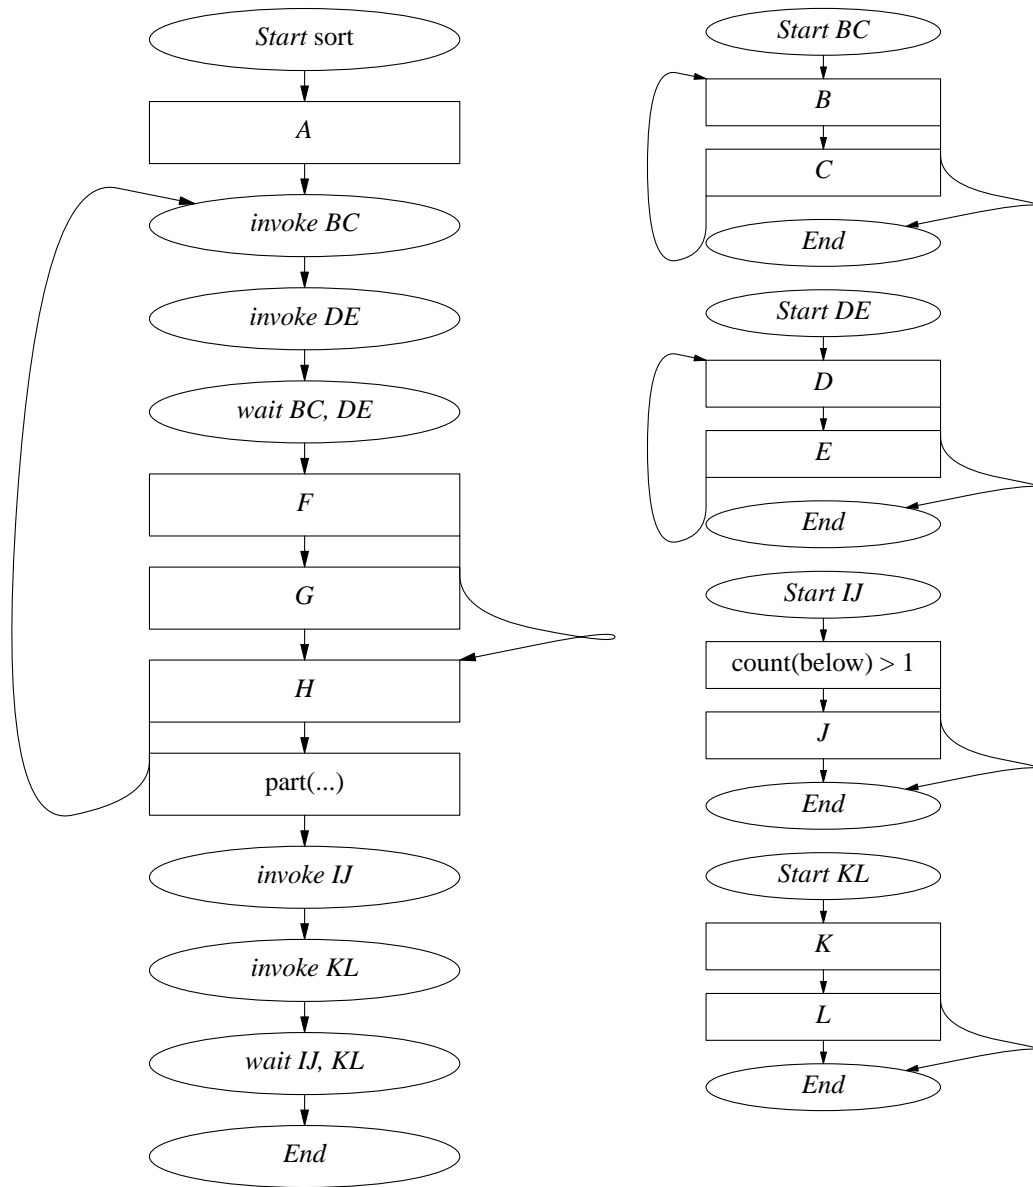 Start sort
A
invoke BC
invoke DE
wait BC, DE
F
G
H
part(...)
invoke IJ
invoke KL
wait IJ, KL
End
Start BC
B
C
End
Start DE
D
E
End
Start IJ
count(below) > 1
J
End
Start KL
K
L
End